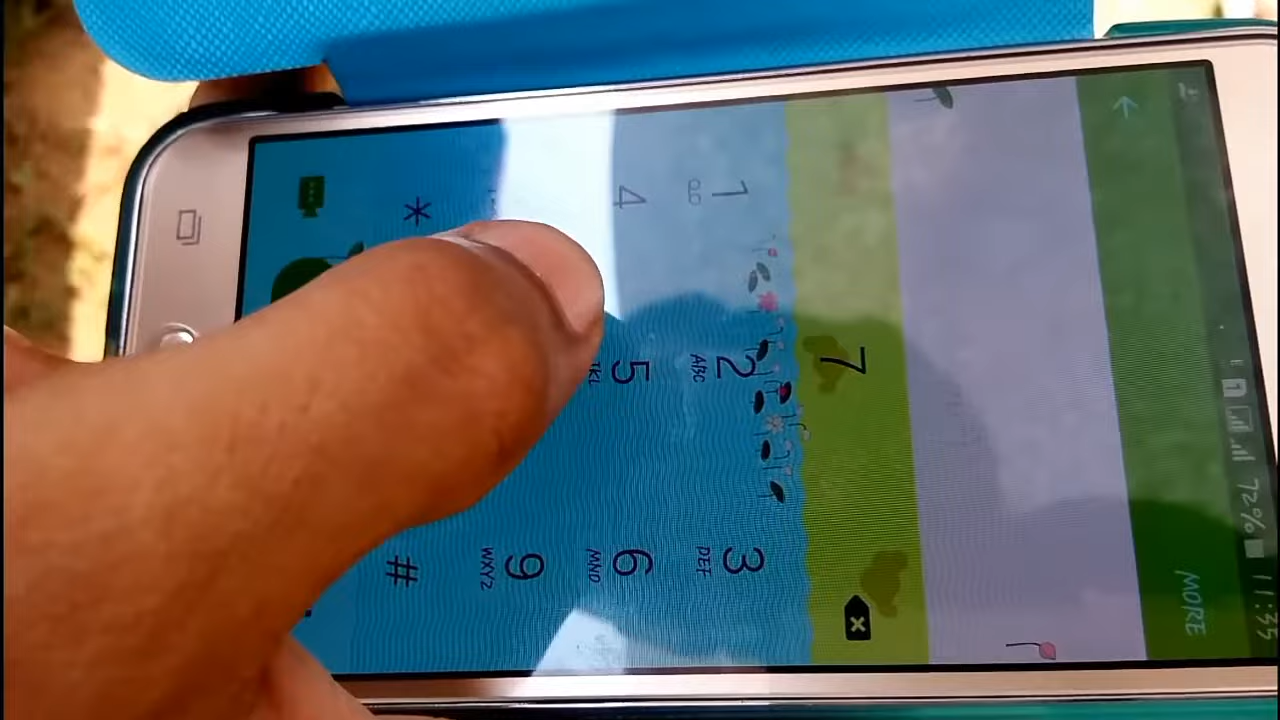 72% 11:35
MORE
7
1 2 ABC 3 DEF
4 5 JKL 6 MNO
9 WXYZ
* #